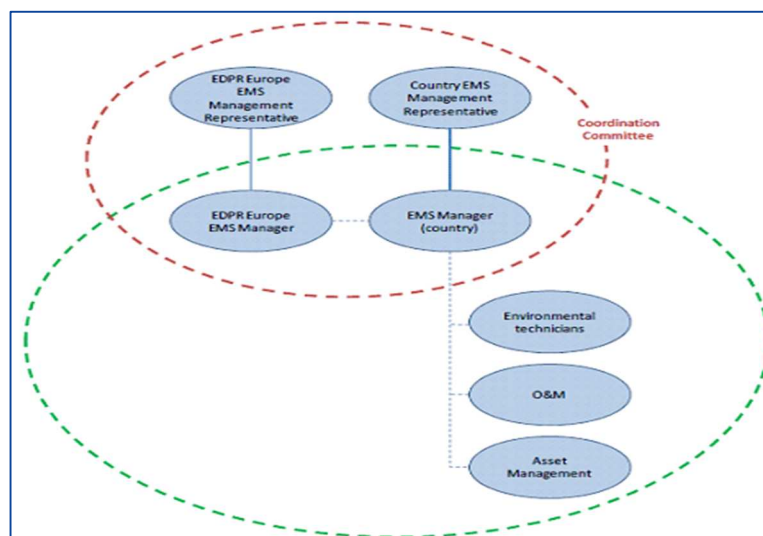 EDPR Europe
EMS
Management
Representative
Country EMS
Management
Representative
Coordination
Committee
EDPR Europe
EMS Manager
EMS Manager
(country)
Environmental
technicians
O&M
Asset
Management